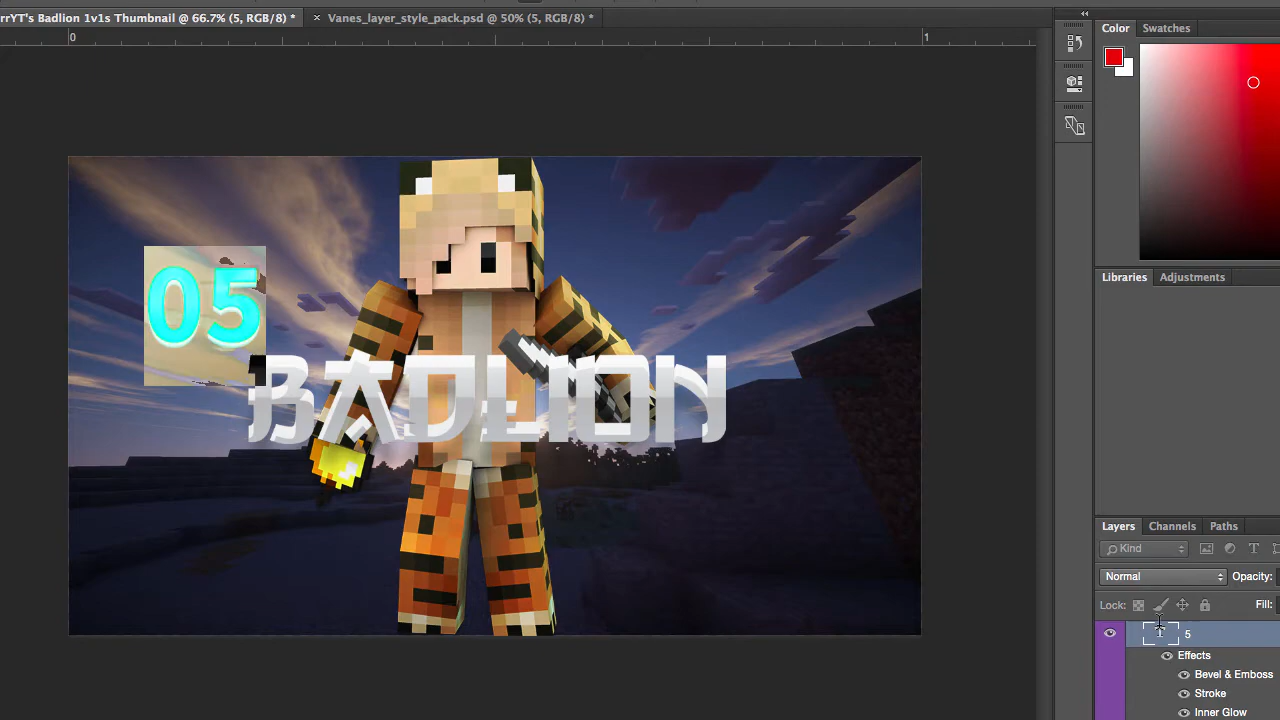 rrYT's Badlion 1v1s Thumbnail @ 66.7% (5, RGB/8) *
× Vanes_layer_style_pack.psd @ 50% (5, RGB/8) *
0
1
Color
Swatches
05
BADLION
Libraries
Adjustments
Layers
Channels
Paths
Kind
T
Normal
Opacity:
Lock:
Fill:
T
5
Effects
Bevel & Emboss
Stroke
Inner Glow